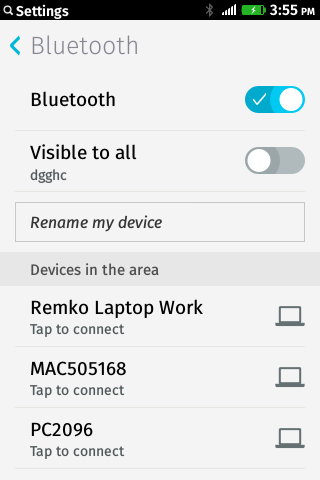 Settings 3:55 PM
Bluetooth
Bluetooth
Visible to all
dgghc
Rename my device
Devices in the area
Remko Laptop Work
Tap to connect
MAC505168
Tap to connect
PC2096
Tap to connect